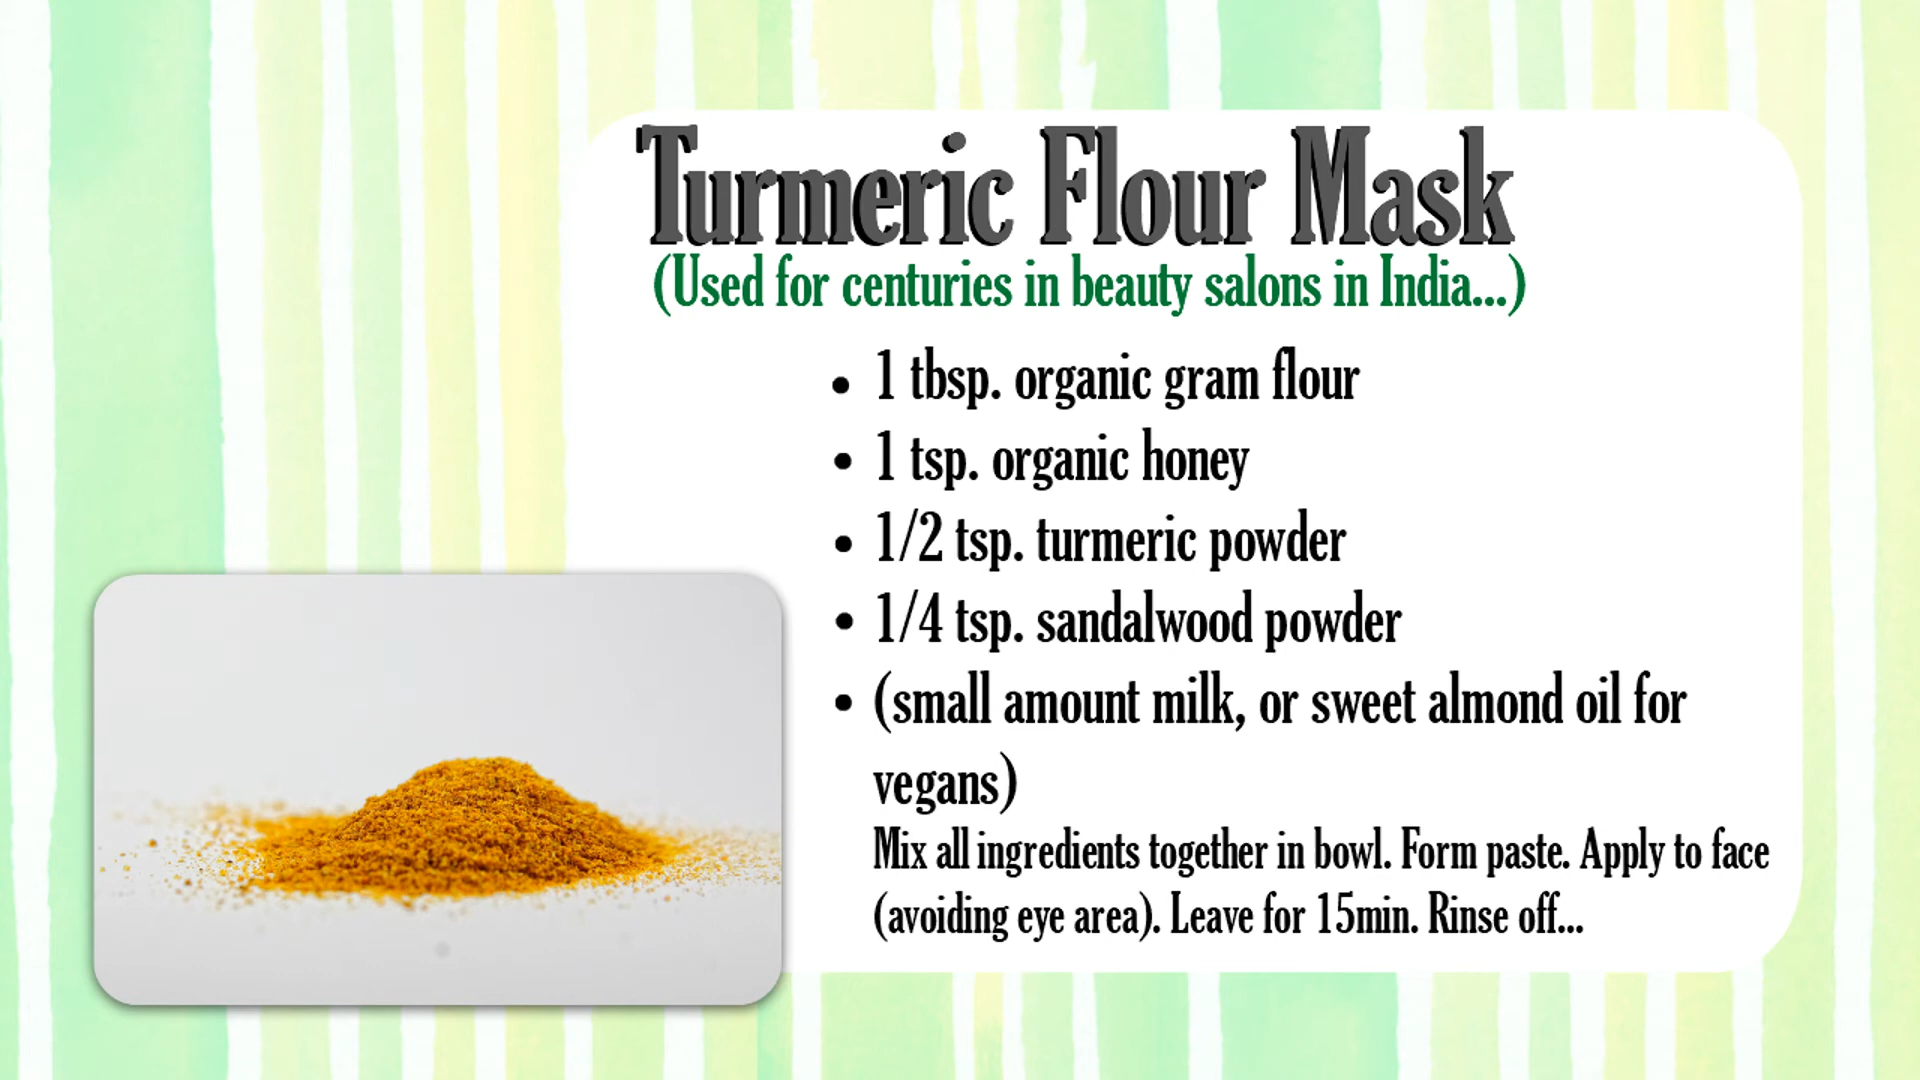 Turmeric Flour Mask
(Used for centuries in beauty salons in India...)
• 1 tbsp. organic gram flour
• 1 tsp. organic honey
• 1/2 tsp. turmeric powder
• 1/4 tsp. sandalwood powder
• (small amount milk, or sweet almond oil for
vegans)
Mix all ingredients together in bowl. Form paste. Apply to face
(avoiding eye area). Leave for 15min. Rinse off...